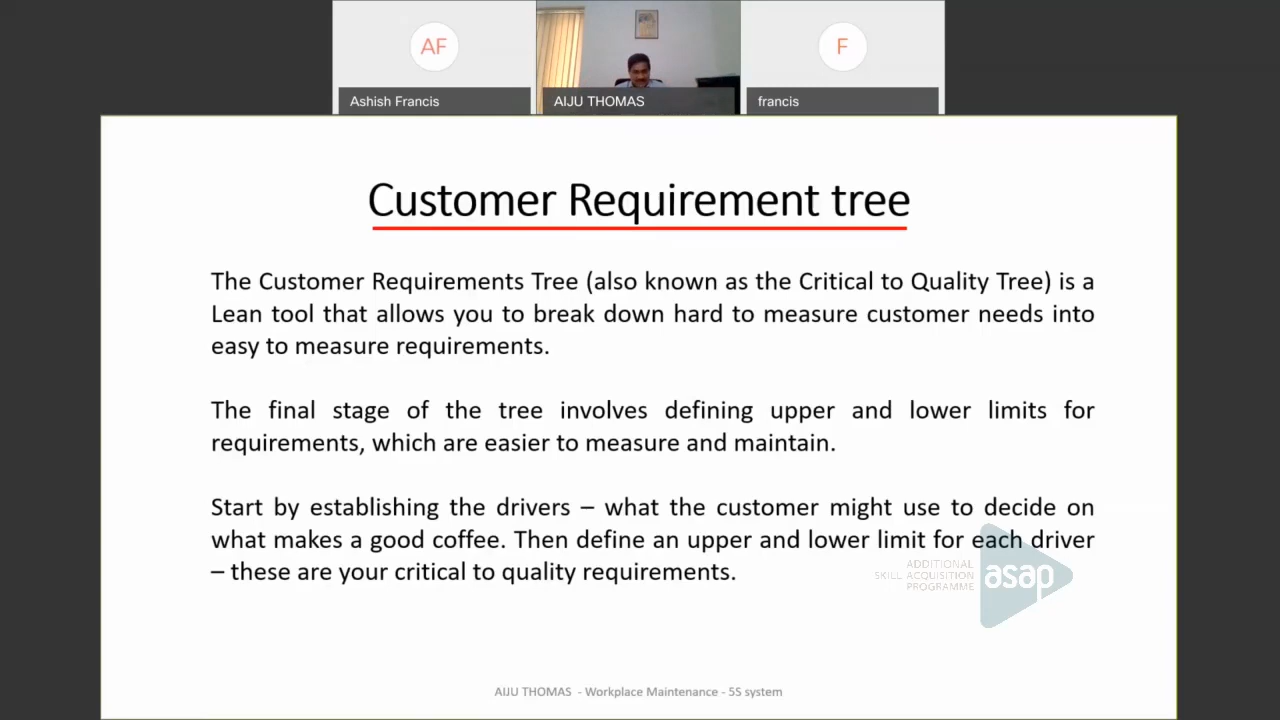 AF
F
Ashish Francis
AIJU THOMAS
francis
Customer Requirement tree
The Customer Requirements Tree (also known as the Critical to Quality Tree) is a
Lean tool that allows you to break down hard to measure customer needs into
easy to measure requirements.
The final stage of the tree involves defining upper and lower limits for
requirements, which are easier to measure and maintain.
Start by establishing the drivers – what the customer might use to decide on
what makes a good coffee. Then define an upper and lower limit for each driver
– these are your critical to quality requirements.
ADDITIONAL
SKILL ACQUISITION
PROGRAMME
asap
AIJU THOMAS - Workplace Maintenance - 5S system